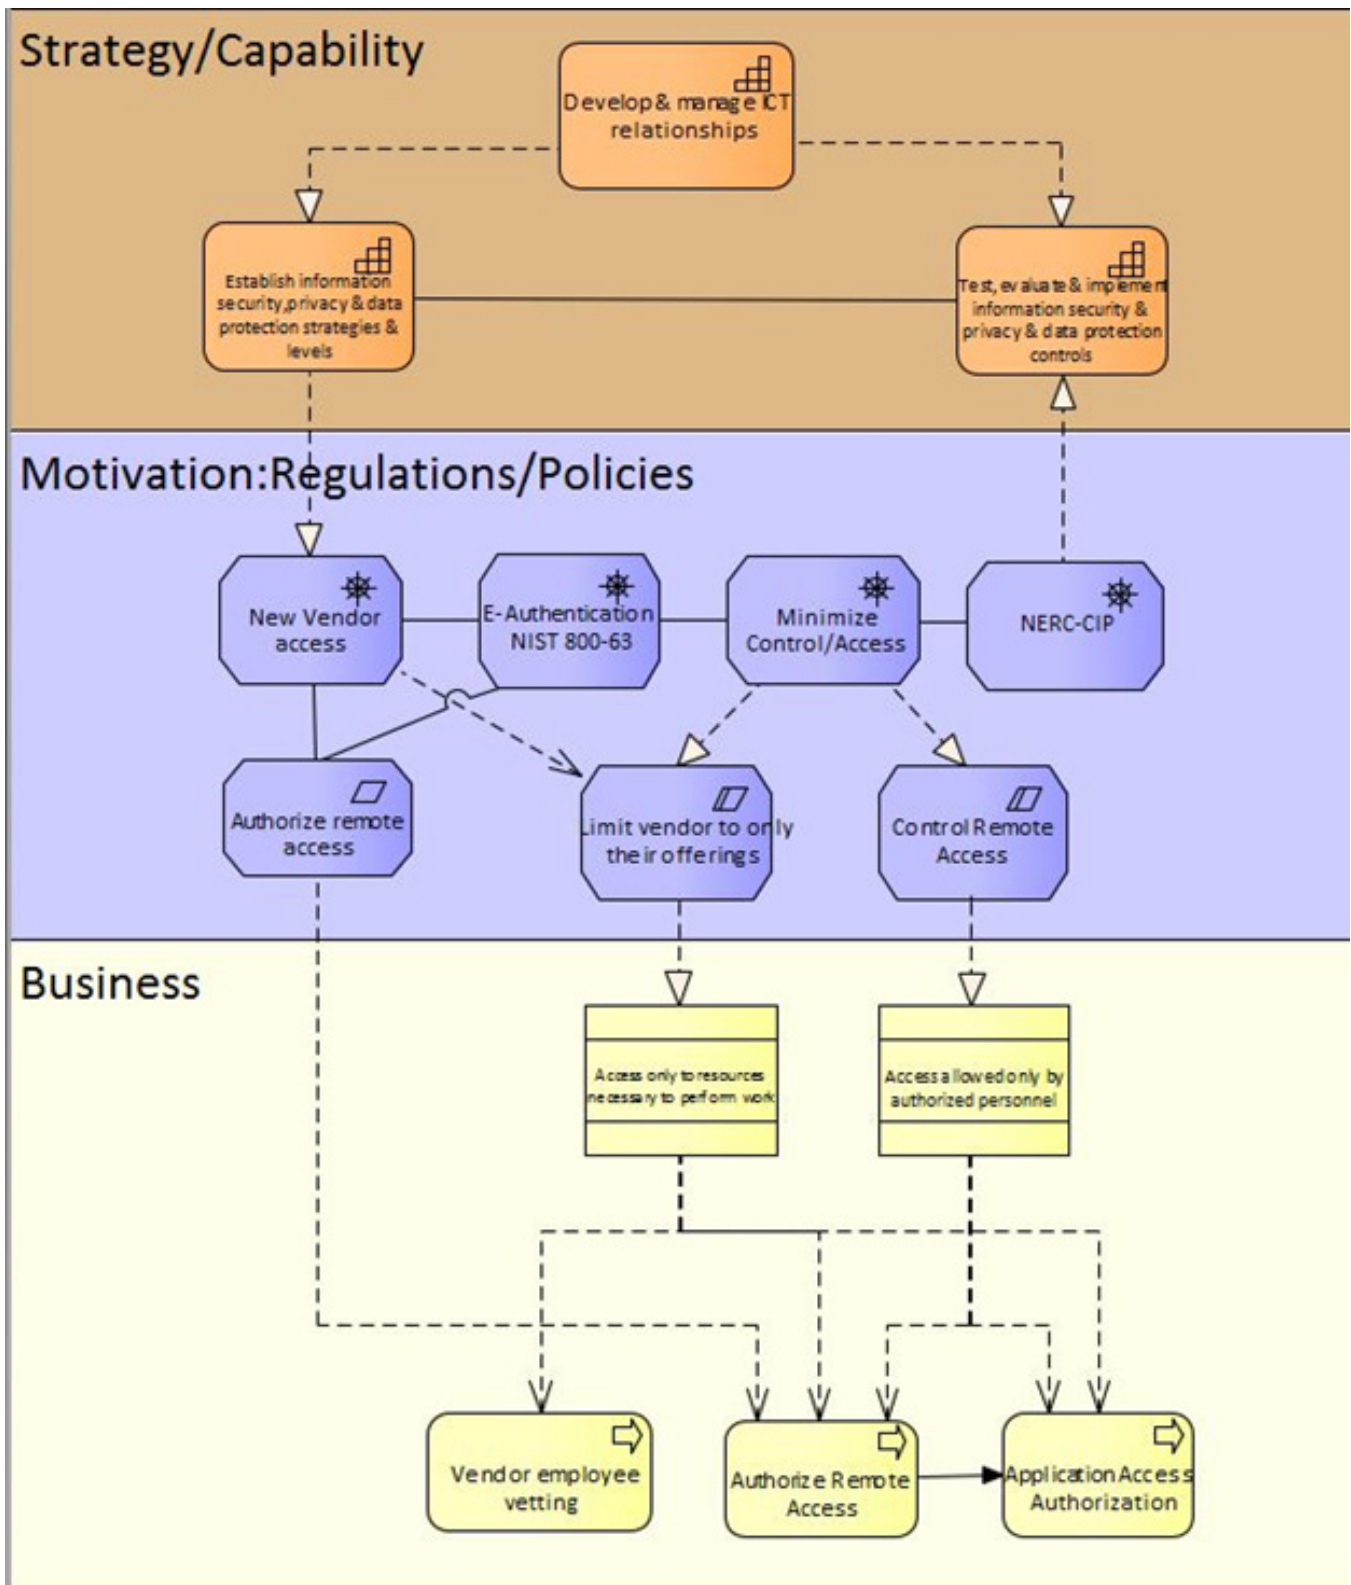 Strategy/Capability
Develop & manage ICT
relationships
Establish information
security,privacy & data
protection strategies &
levels
Test, evaluate & implement
information security &
privacy & data protection
controls
Motivation:Regulations/Policies
New Vendor
access
E-Authentication
NIST 800-63
Minimize
Control/Access
NERC-CIP
Authorize remote
access
Limit vendor to only
their offerings
Control Remote
Access
Business
Access only to resources
necessary to perform work
Access allowed only by
authorized personnel
Vendor employee
vetting
Authorize Remote
Access
Application Access
Authorization